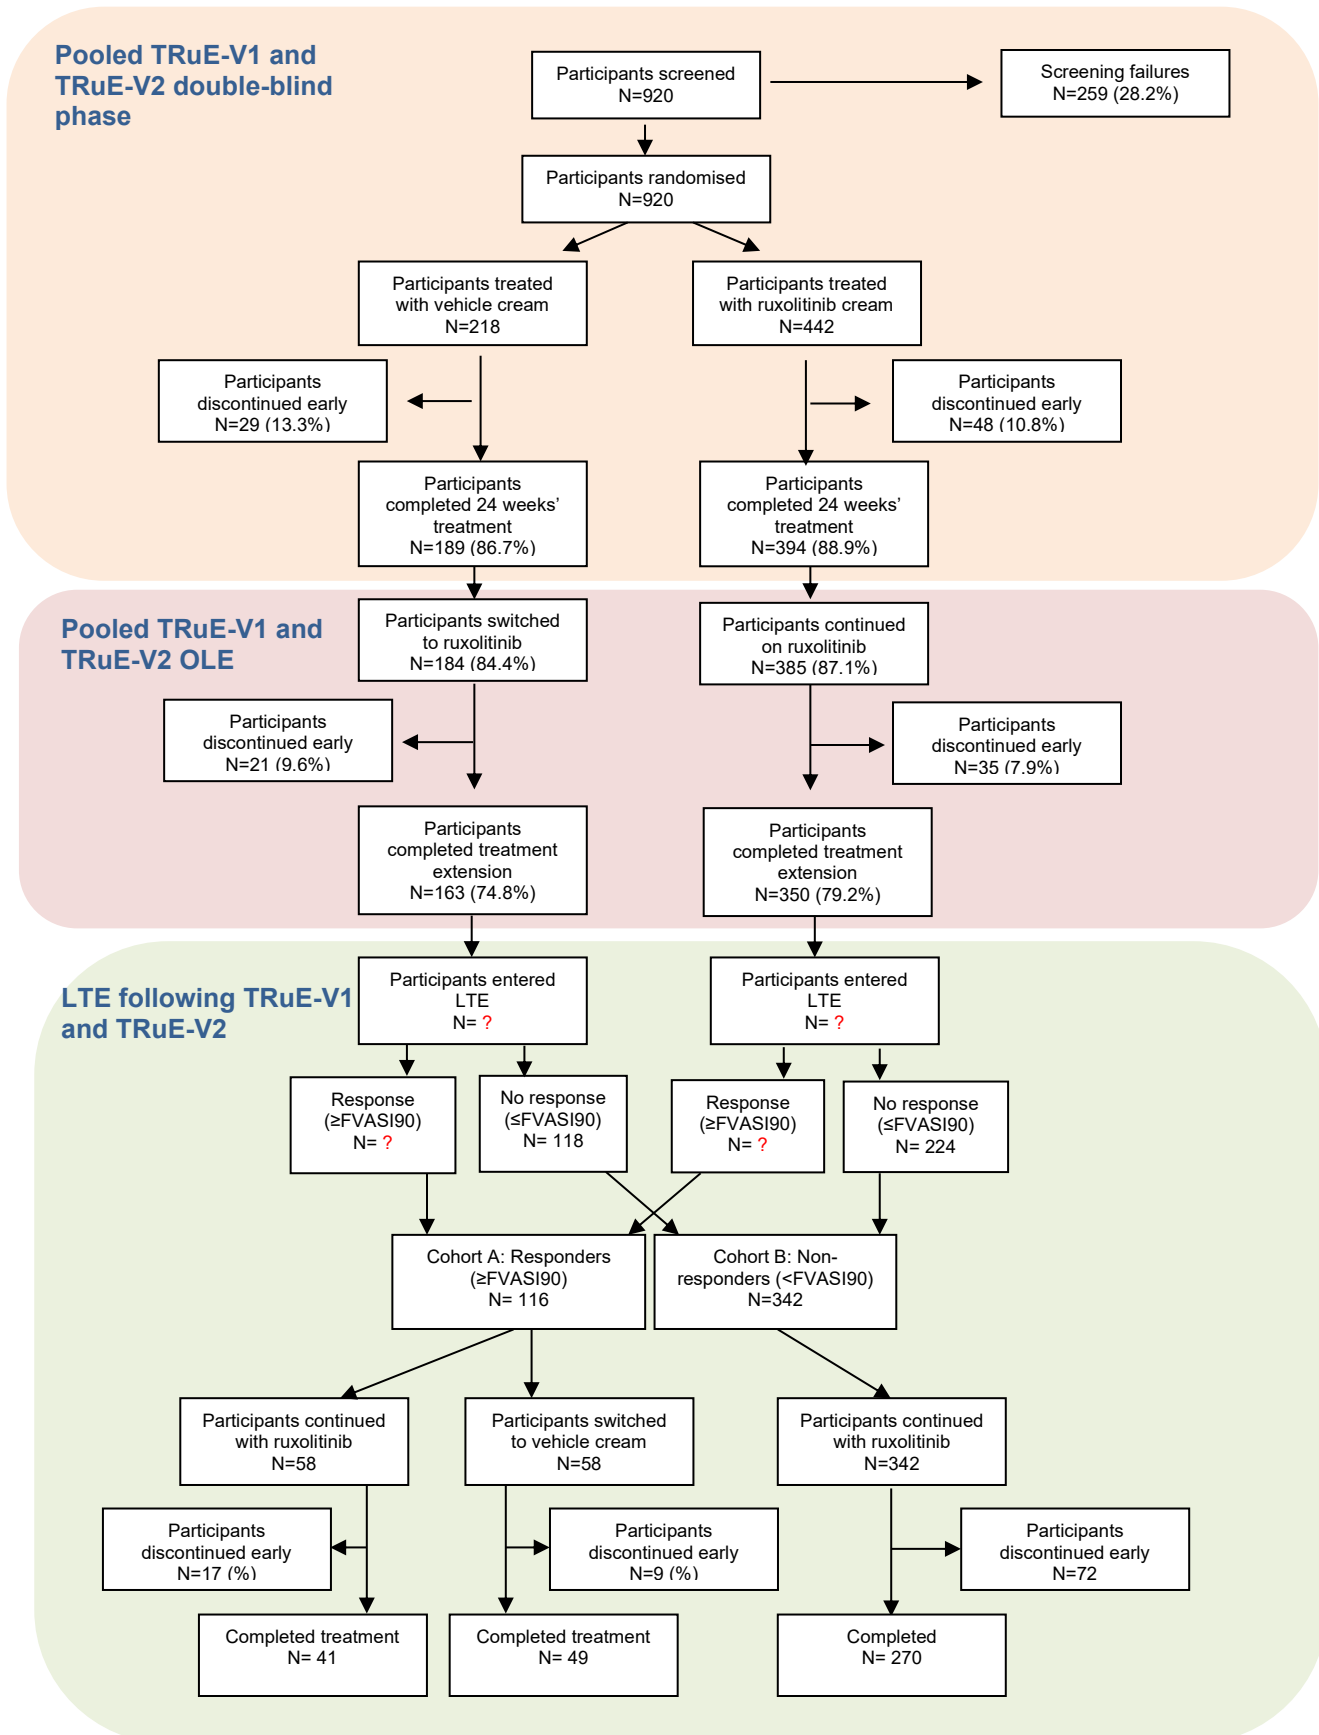 Pooled TRuE-V1 and
TRuE-V2 double-blind
phase
Participants screened
N=920
Screening failures
N=259 (28.2%)
Participants randomised
N=920
Participants treated
with vehicle cream
N=218
Participants treated
with ruxolitinib cream
N=442
Participants
discontinued early
N=29 (13.3%)
Participants
discontinued early
N=48 (10.8%)
Participants
completed 24 weeks’
treatment
N=189 (86.7%)
Participants
completed 24 weeks’
treatment
N=394 (88.9%)
Pooled TRuE-V1 and
TRuE-V2 OLE
Participants switched
to ruxolitinib
N=184 (84.4%)
Participants continued
on ruxolitinib
N=385 (87.1%)
Participants
discontinued early
N=21 (9.6%)
Participants
discontinued early
N=35 (7.9%)
Participants
completed treatment
extension
N=163 (74.8%)
Participants
completed treatment
extension
N=350 (79.2%)
LTE following TRuE-V1
and TRuE-V2
Participants entered
LTE
N= ?
Participants entered
LTE
N= ?
Response
(≥FVASI90)
N= ?
No response
(≤FVASI90)
N= 118
Response
(≥FVASI90)
N= ?
No response
(≤FVASI90)
N= 224
Cohort A: Responders
(≥FVASI90)
N= 116
Cohort B: Non-
responders (<FVASI90)
N=342
Participants continued
with ruxolitinib
N=58
Participants switched
to vehicle cream
N=58
Participants continued
with ruxolitinib
N=342
Participants
discontinued early
N=17 (%)
Participants
discontinued early
N=9 (%)
Participants
discontinued early
N=72
Completed treatment
N= 41
Completed treatment
N= 49
Completed
N= 270